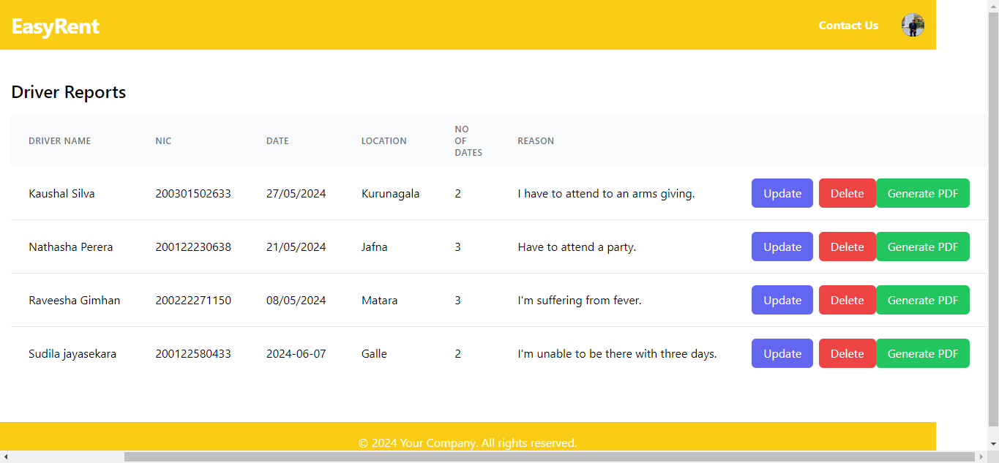 EasyRent
Contact Us
Driver Reports
DRIVER NAME NIC DATE LOCATION NO OF DATES REASON
Kaushal Silva 200301502633 27/05/2024 Kurunagala 2 I have to attend to an arms giving. Update Delete Generate PDF
Nathasha Perera 200122230638 21/05/2024 Jafna 3 Have to attend a party. Update Delete Generate PDF
Raveesha Gimhan 200222271150 08/05/2024 Matara 3 I'm suffering from fever. Update Delete Generate PDF
Sudila jayasekara 200122580433 2024-06-07 Galle 2 I'm unable to be there with three days. Update Delete Generate PDF
© 2024 Your Company. All rights reserved.